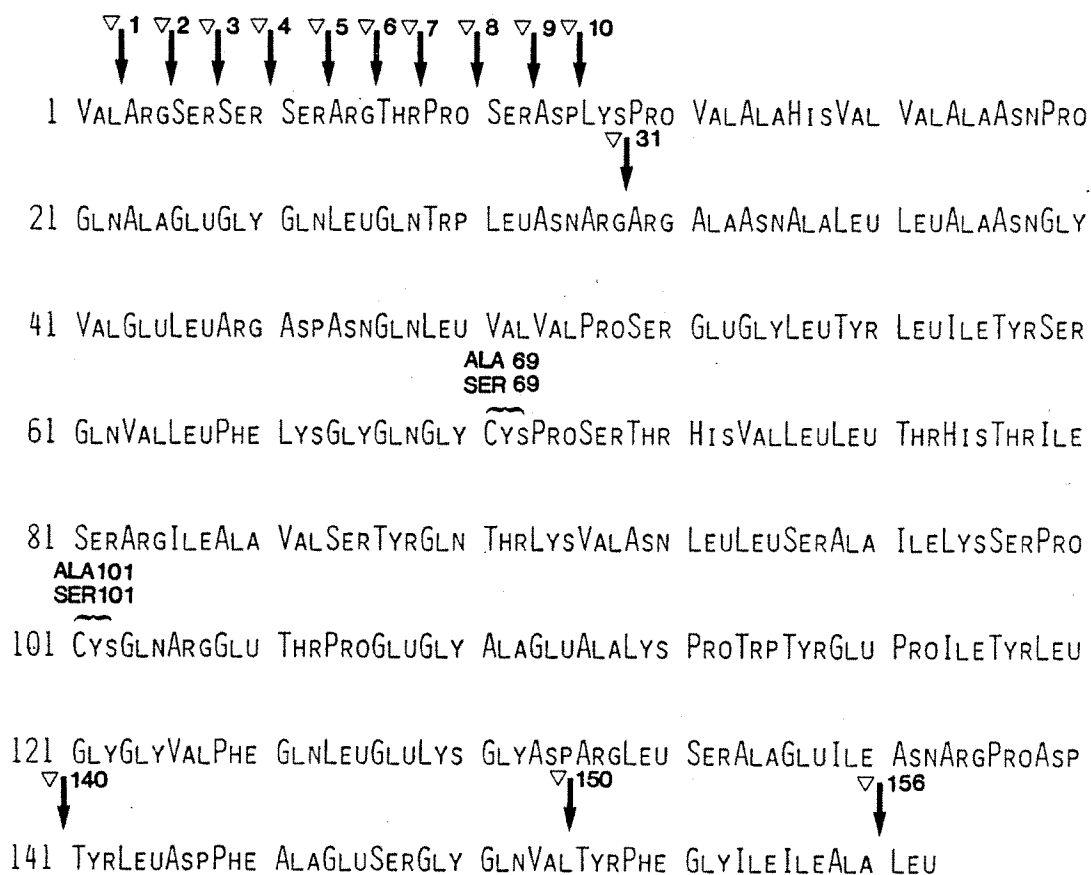 ▽1 ▽2 ▽3 ▽4 ▽5 ▽6 ▽7 ▽8 ▽9 ▽10
1 VALARGSERSER SERARGTHRPRO SERASPLYSPRO VALALAHISVAL VALALAASNPRO
▽31
21 GLNALAGLUGLY GLNLEUGLNTRP LEUASNARGARG ALAASNALALEU LEUALAASNGLY
41 VALGLULEUARG ASPASNGLNLEU VALVALPROSER GLUGLYLEUTYR LEUILETYRSER
ALA 69
SER 69
61 GLNVALLEUPHE LYSGLYGLNGLY CYSPROSERTHR HISVALLEULEU THRHISTHRILE
81 SERARGILEALA VALSERTYRGLN THRLYSVALASN LEULEUSERALA ILELYSSERPRO
ALA101
SER101
101 CYSGLNARGGLU THRPROGLUGLY ALAGLUALALYS PROTRPTYRGLU PROILETYRLEU
121 GLYGLYVALPHE GLNLEUGLULYS GLYASPARGLEU SERALAGLUILE ASNARGPROASP
▽140 ▽150 ▽156
141 TYRLEUASPPHE ALAGLUSERGLY GLNVALTYRPHE GLYILEILEALA LEU